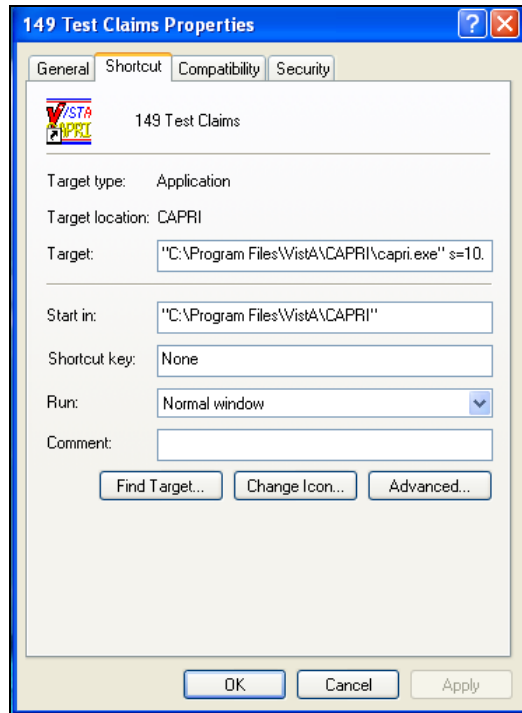 149 Test Claims Properties
General Shortcut Compatibility Security
VISTA
CAPRI
149 Test Claims
Target type: Application
Target location: CAPRI
Target: "C:\Program Files\VistA\CAPRI\capri.exe" s=10.
Start in: "C:\Program Files\VistA\CAPRI"
Shortcut key: None
Run: Normal window
Comment:
Find Target... Change Icon... Advanced...
OK Cancel Apply